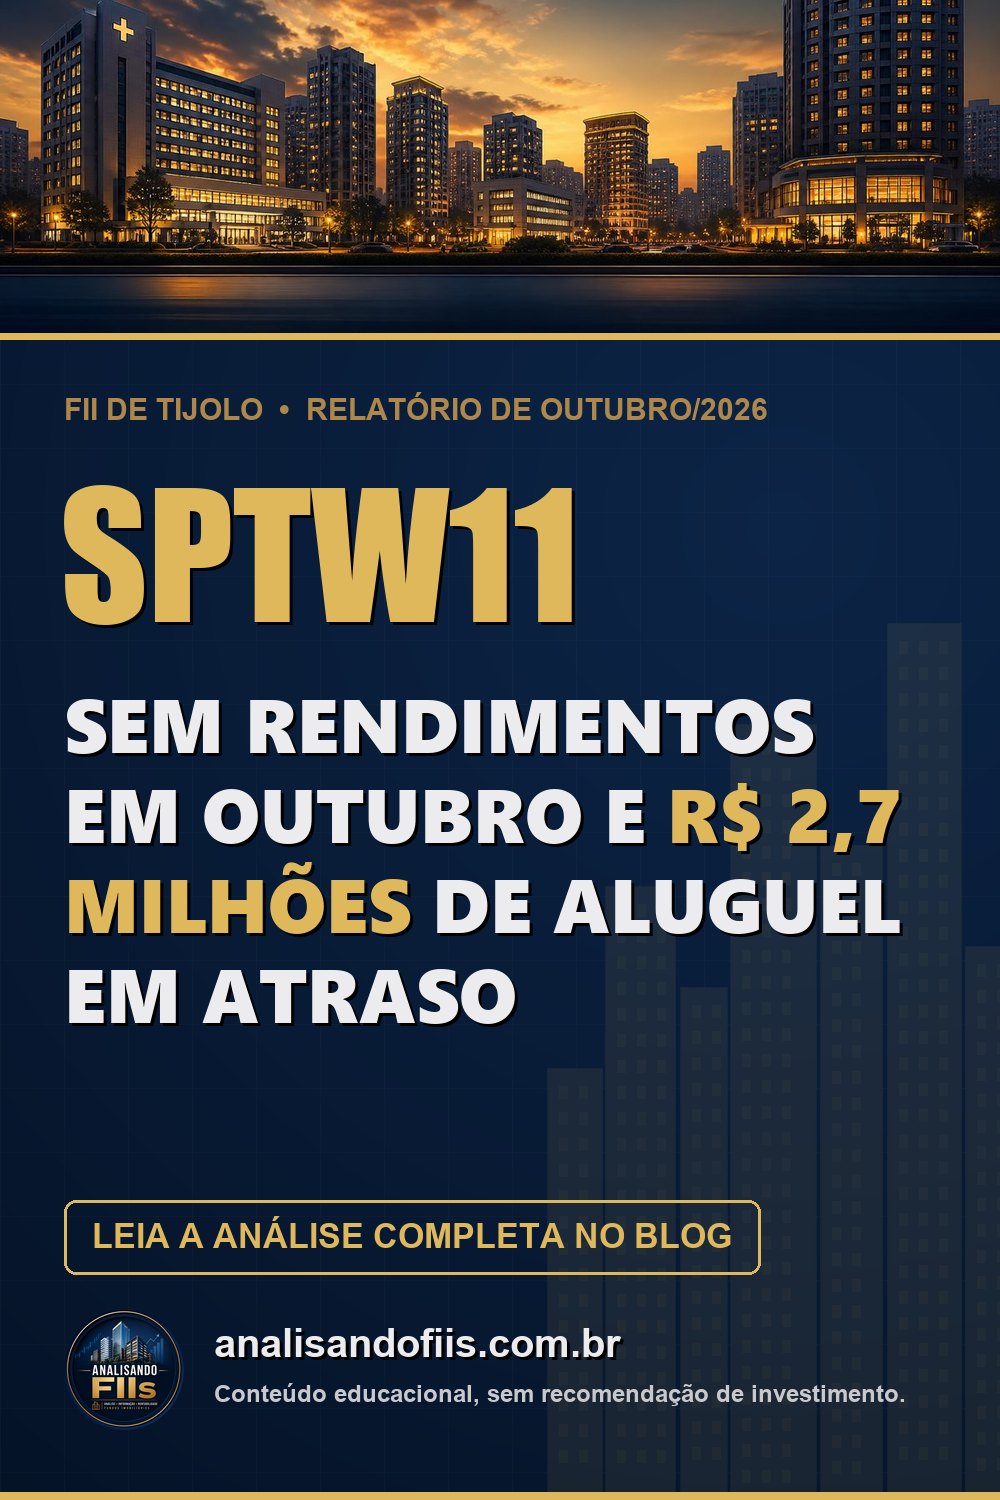 FII DE TIJOLO • RELATÓRIO DE OUTUBRO/2026
SPTW11
SEM RENDIMENTOS
EM OUTUBRO E R$ 2,7
MILHÕES DE ALUGUEL
EM ATRASO
LEIA A ANÁLISE COMPLETA NO BLOG
ANALISANDO
FIIs
analisandofiis.com.br
Conteúdo educacional, sem recomendação de investimento.